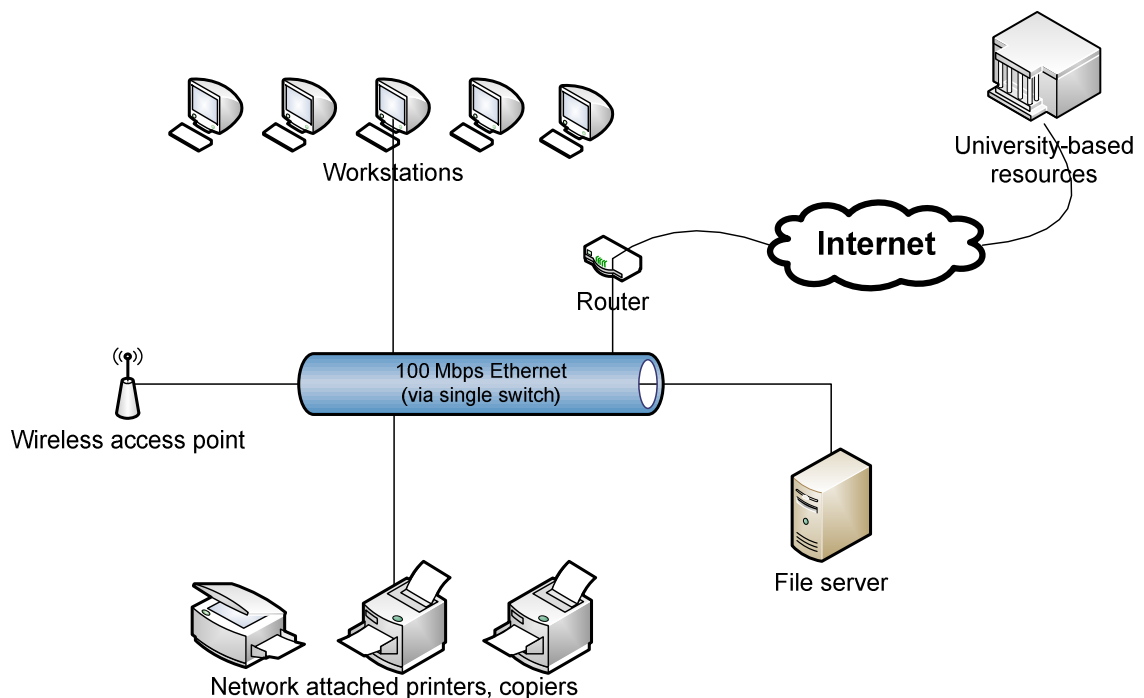 Workstations
University-based
resources
Internet
Router
100 Mbps Ethernet
(via single switch)
Wireless access point
File server
Network attached printers, copiers